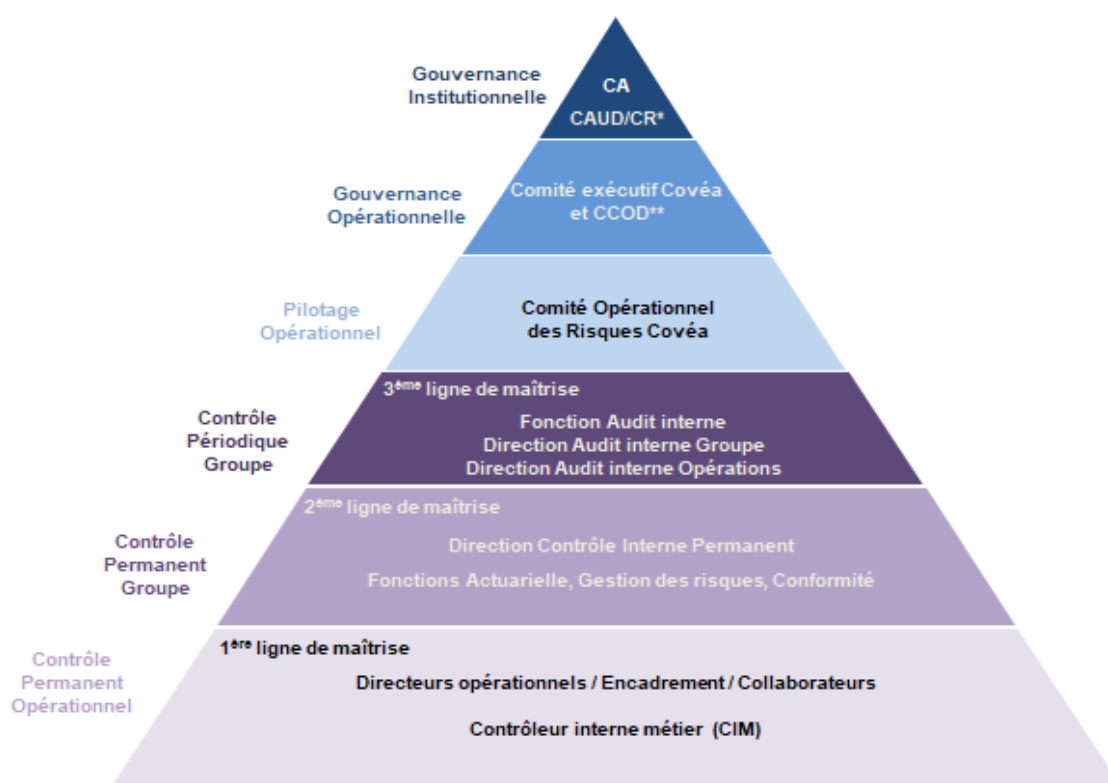 Gouvernance
Institutionnelle
CA
CAUD/CR*
Gouvernance
Opérationnelle
Comité exécutif Covéa
et CCOD**
Pilotage
Opérationnel
Comité Opérationnel
des Risques Covéa
Contrôle
Périodique
Groupe
3ème ligne de maîtrise
Fonction Audit interne
Direction Audit interne Groupe
Direction Audit interne Opérations
Contrôle
Permanent
Groupe
2ème ligne de maîtrise
Direction Contrôle Interne Permanent
Fonctions Actuarielle, Gestion des risques, Conformité
Contrôle
Permanent
Opérationnel
1ère ligne de maîtrise
Directeurs opérationnels / Encadrement / Collaborateurs
Contrôleur interne métier (CIM)